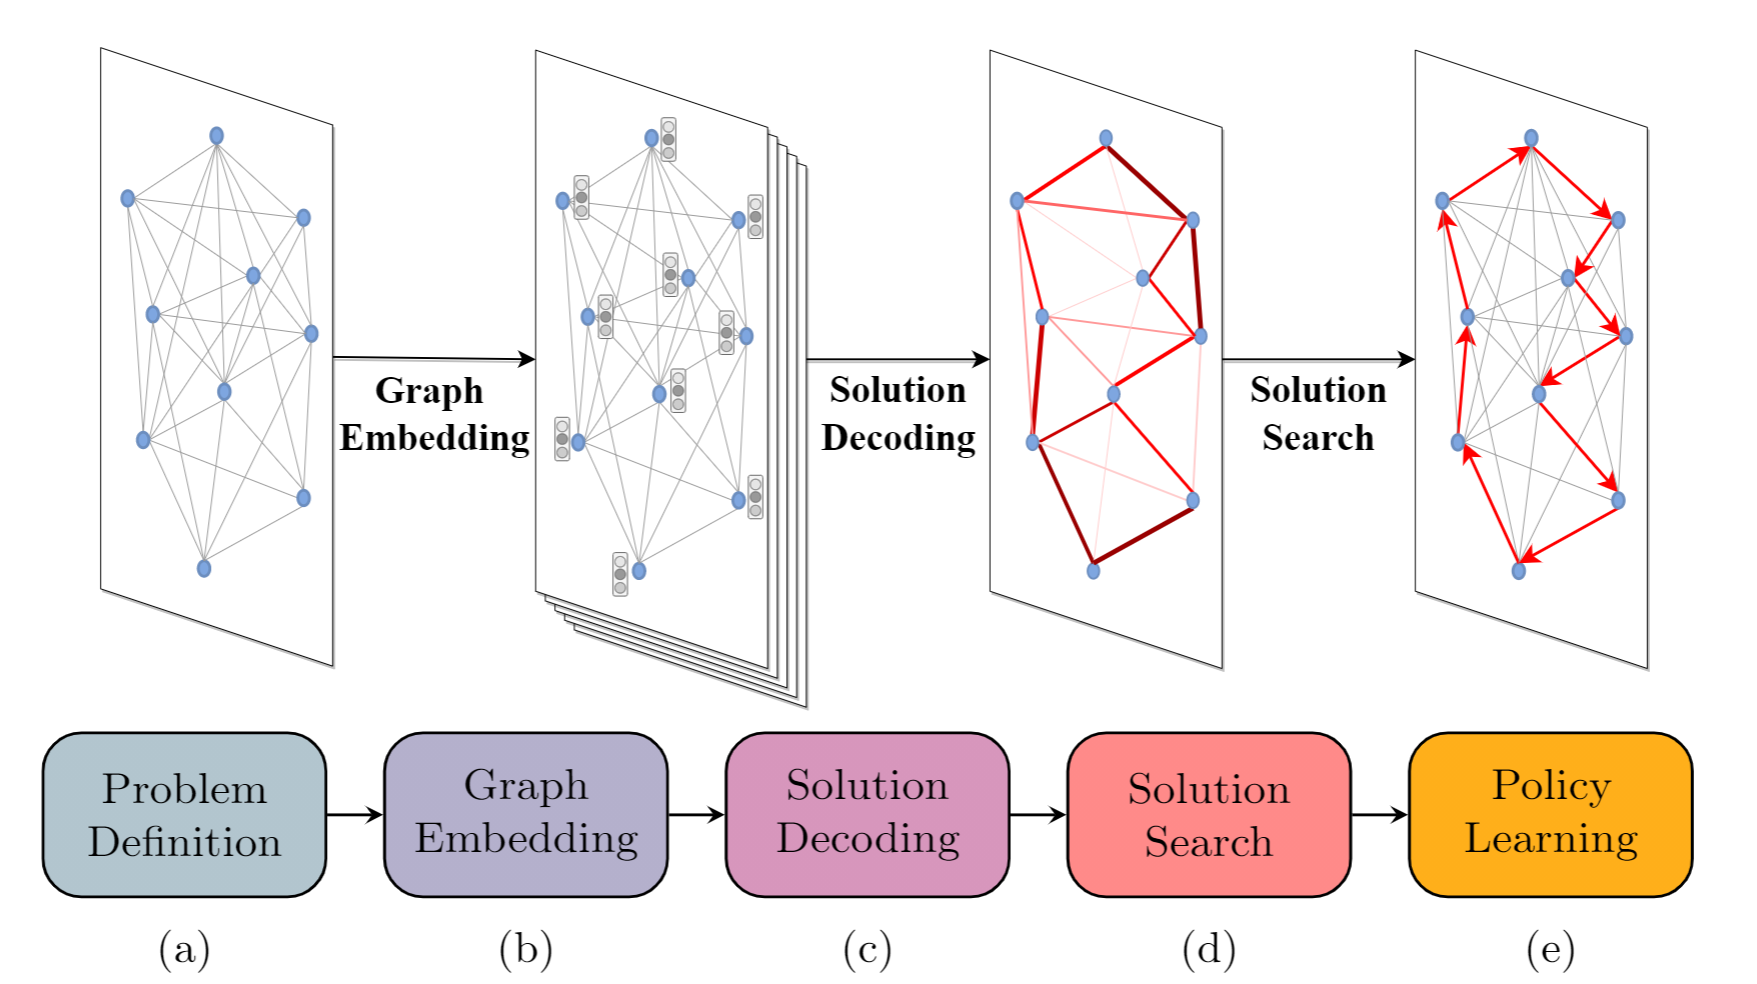 Graph
Embedding
Solution
Decoding
Solution
Search
Problem
Definition
Graph
Embedding
Solution
Decoding
Solution
Search
Policy
Learning
(a)
(b)
(c)
(d)
(e)